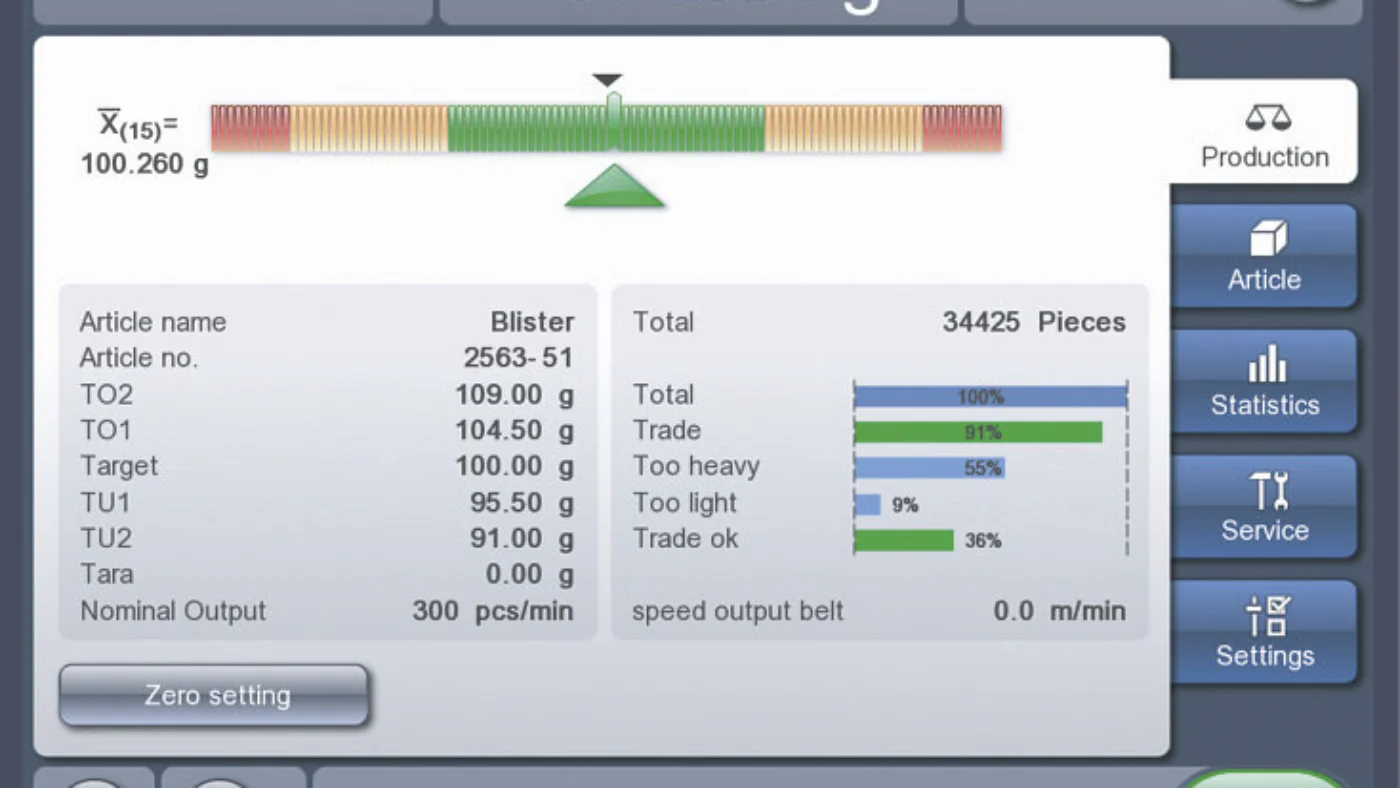 X̅(15)=
100.260 g
Production
Article
Statistics
Service
Settings
Article name Blister
Article no. 2563-51
TO2 109.00 g
TO1 104.50 g
Target 100.00 g
TU1 95.50 g
TU2 91.00 g
Tara 0.00 g
Nominal Output 300 pcs/min
Total 34425 Pieces
Total 100%
Trade 91%
Too heavy 55%
Too light 9%
Trade ok 36%
speed output belt 0.0 m/min
Zero setting